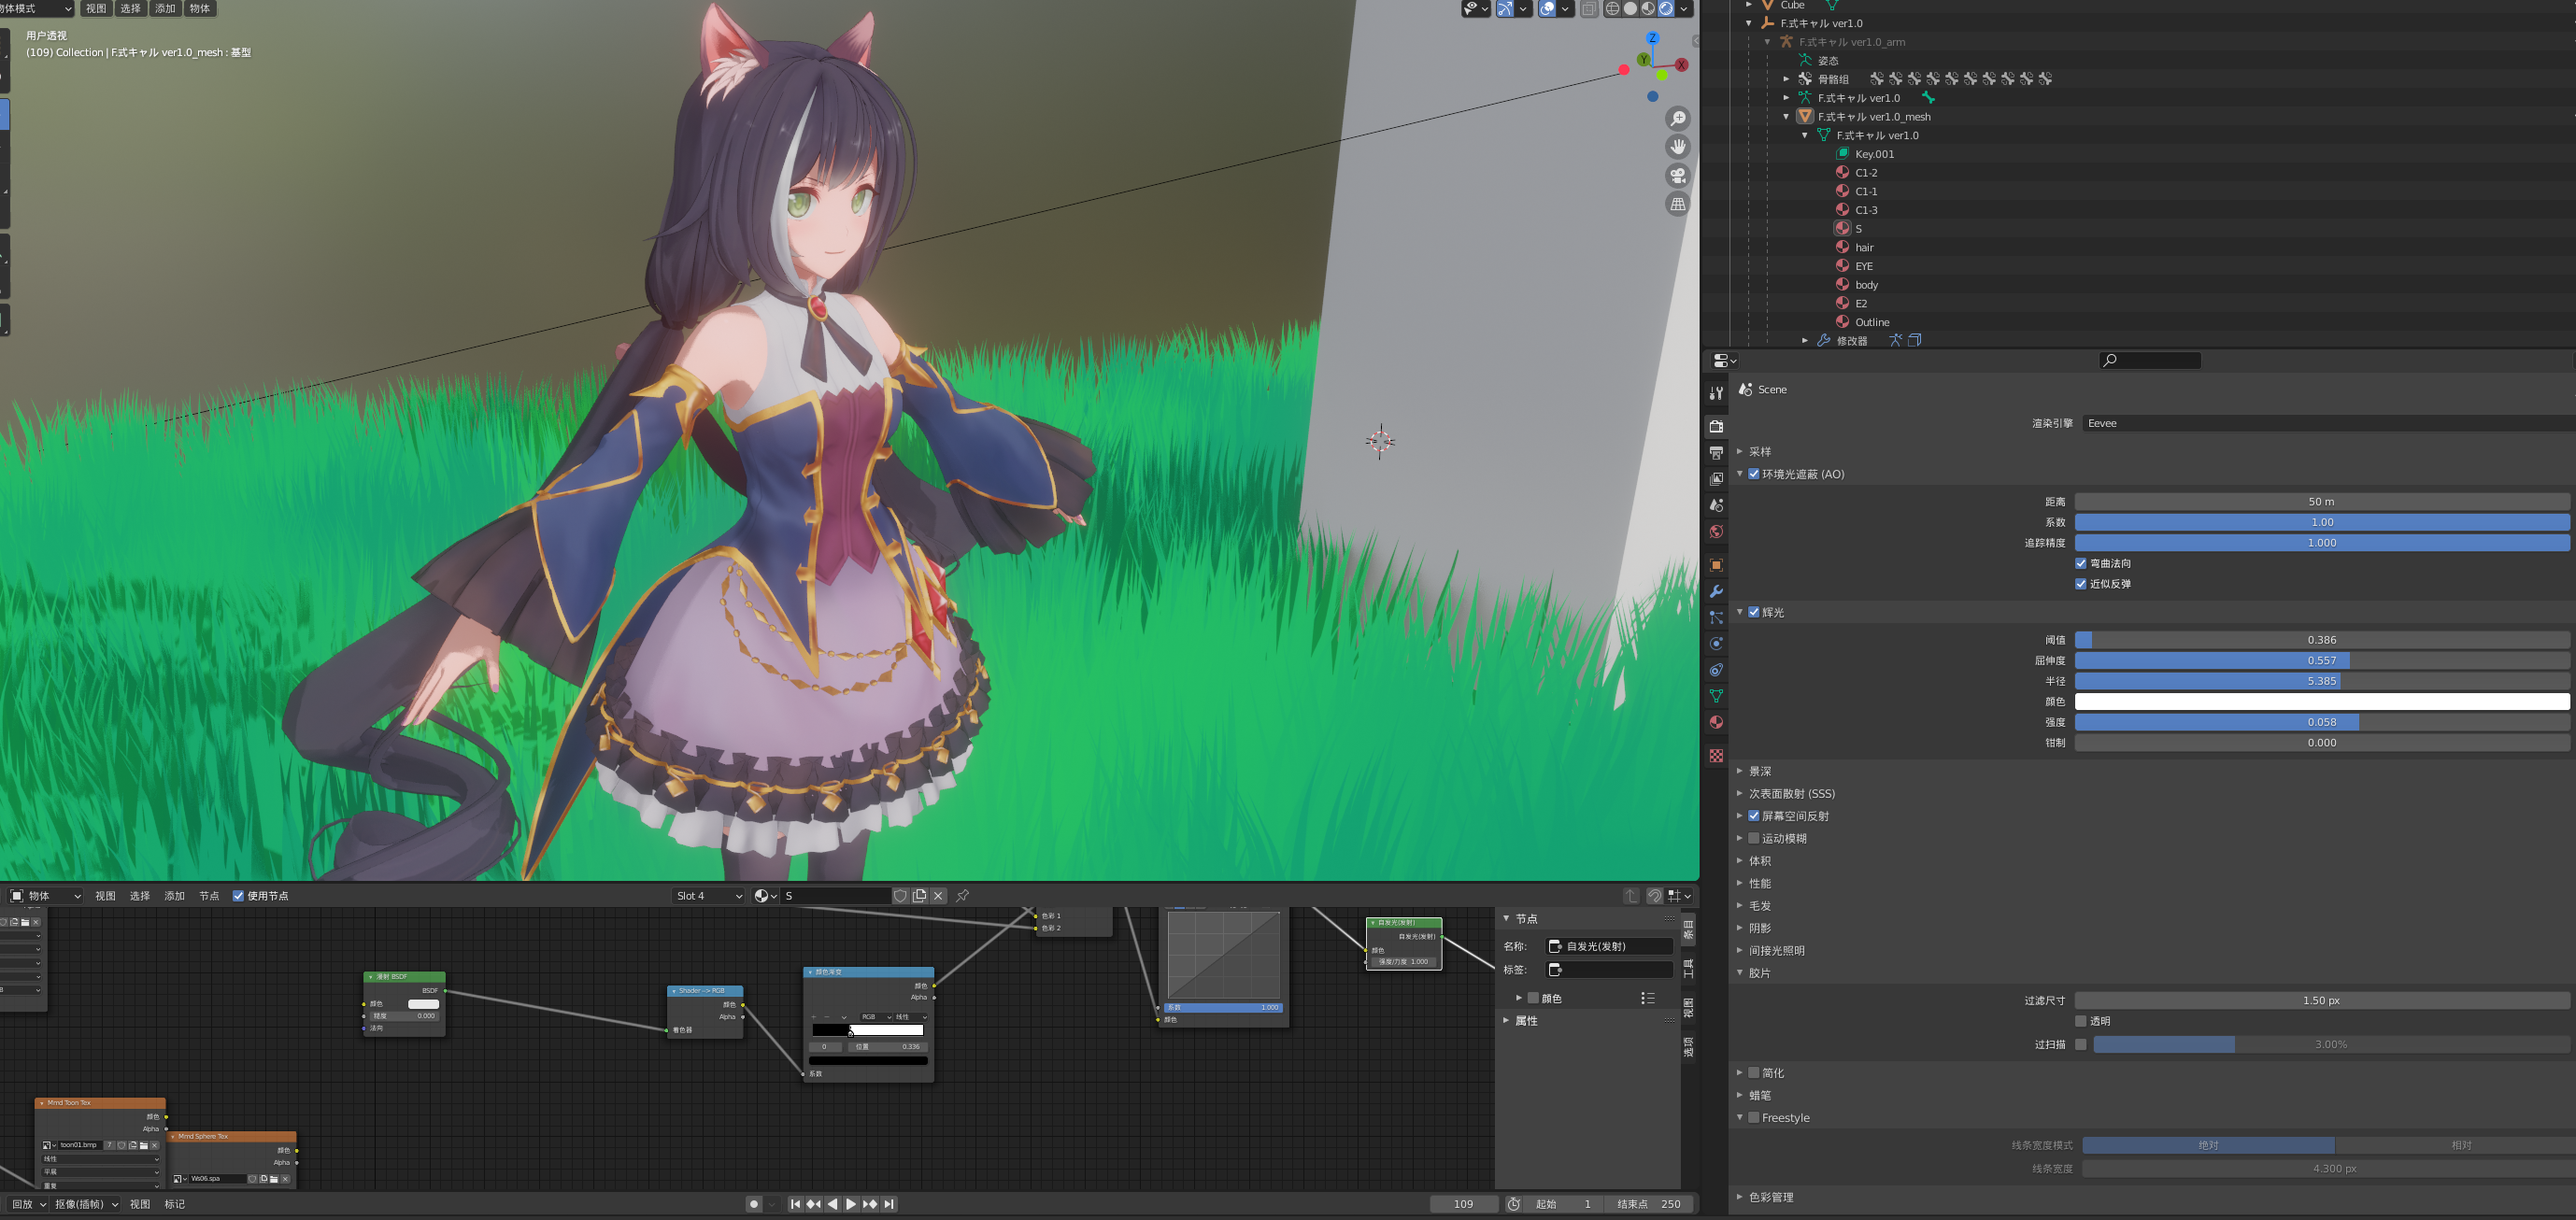 物体模式
视图 选择 添加 物体
用户透视
(109) Collection | F.式キャル ver1.0_mesh : 基型
Z
Y
X
Cube
F.式キャル ver1.0
F.式キャル ver1.0_arm
姿态
骨骼组
F.式キャル ver1.0
F.式キャル ver1.0_mesh
F.式キャル ver1.0
Key.001
C1-2
C1-1
C1-3
S
hair
EYE
body
E2
Outline
修改器
Scene
渲染引擎 Eevee
采样
环境光遮蔽 (AO)
距离 50 m
系数 1.00
追踪精度 1.000
弯曲法向
近似反弹
辉光
阈值 0.386
屈伸度 0.557
半径 5.385
颜色
强度 0.058
钳制 0.000
景深
次表面散射 (SSS)
屏幕空间反射
运动模糊
体积
性能
毛发
阴影
间接光照明
胶片
过滤尺寸 1.50 px
透明
过扫描 3.00%
简化
蜡笔
Freestyle
线条宽度模式 绝对 相对
线条宽度 4.300 px
色彩管理
物体 视图 选择 添加 节点 使用节点 Slot 4 S
漫射 BSDF
BSDF
颜色
糙度 0.000
法向
Shader --> RGB
颜色
Alpha
着色器
颜色渐变
颜色
Alpha
RGB 线性
0 位置 0.336
系数
色彩 1
色彩 2
系数 1.000
颜色
自发光(发射)
自发光(发射)
颜色
强度/力度 1.000
节点
名称: 自发光(发射)
标签:
颜色
属性
条目
工具
视图
选项
Mmd Toon Tex
颜色
Alpha
toon01.bmp 7
线性
平展
重复
Mmd Sphere Tex
颜色
Alpha
Ws06.spa
回放 抠像(插帧) 视图 标记 109 起始 1 结束点 250